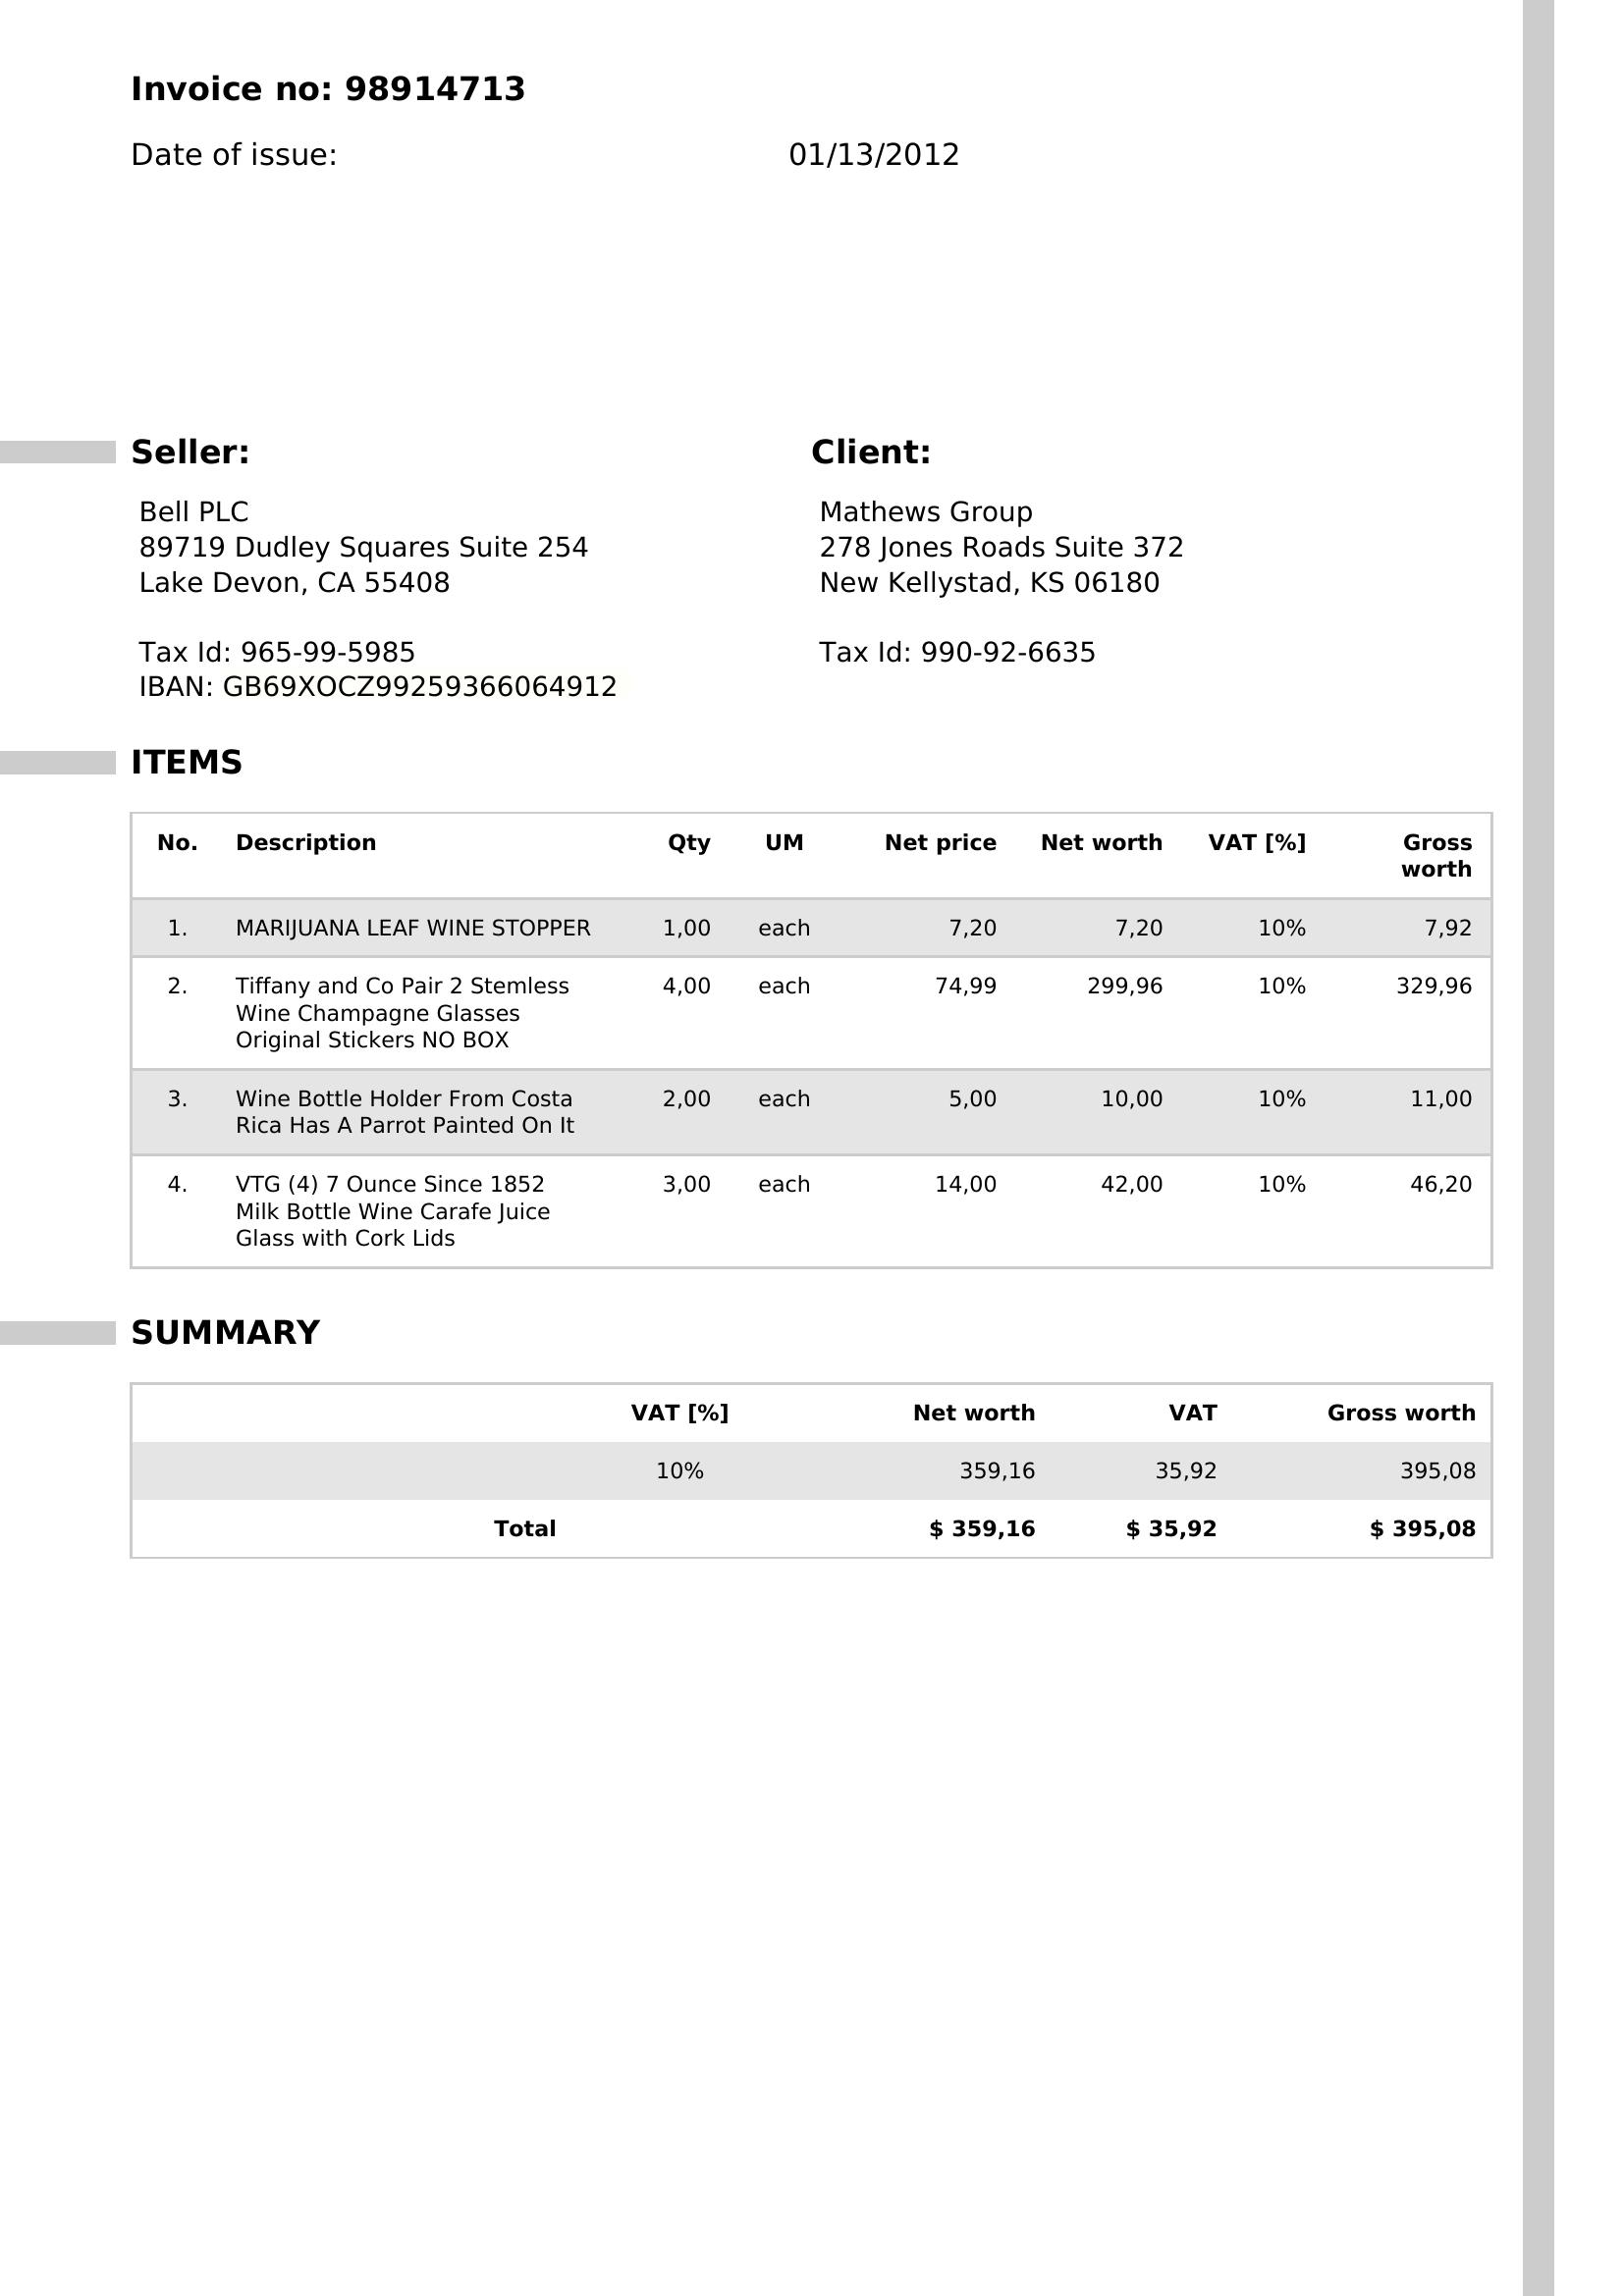 Invoice no: 98914713
Date of issue: 01/13/2012
Seller:
Bell PLC
89719 Dudley Squares Suite 254
Lake Devon, CA 55408
Tax Id: 965-99-5985
IBAN: GB69XOCZ99259366064912
Client:
Mathews Group
278 Jones Roads Suite 372
New Kellystad, KS 06180
Tax Id: 990-92-6635
ITEMS
No. Description Qty UM Net price Net worth VAT [%] Gross
worth
1. MARIJUANA LEAF WINE STOPPER 1,00 each 7,20 7,20 10% 7,92
2. Tiffany and Co Pair 2 Stemless 4,00 each 74,99 299,96 10% 329,96
Wine Champagne Glasses
Original Stickers NO BOX
3. Wine Bottle Holder From Costa 2,00 each 5,00 10,00 10% 11,00
Rica Has A Parrot Painted On It
4. VTG (4) 7 Ounce Since 1852 3,00 each 14,00 42,00 10% 46,20
Milk Bottle Wine Carafe Juice
Glass with Cork Lids
SUMMARY
VAT [%] Net worth VAT Gross worth
10% 359,16 35,92 395,08
Total $ 359,16 $ 35,92 $ 395,08